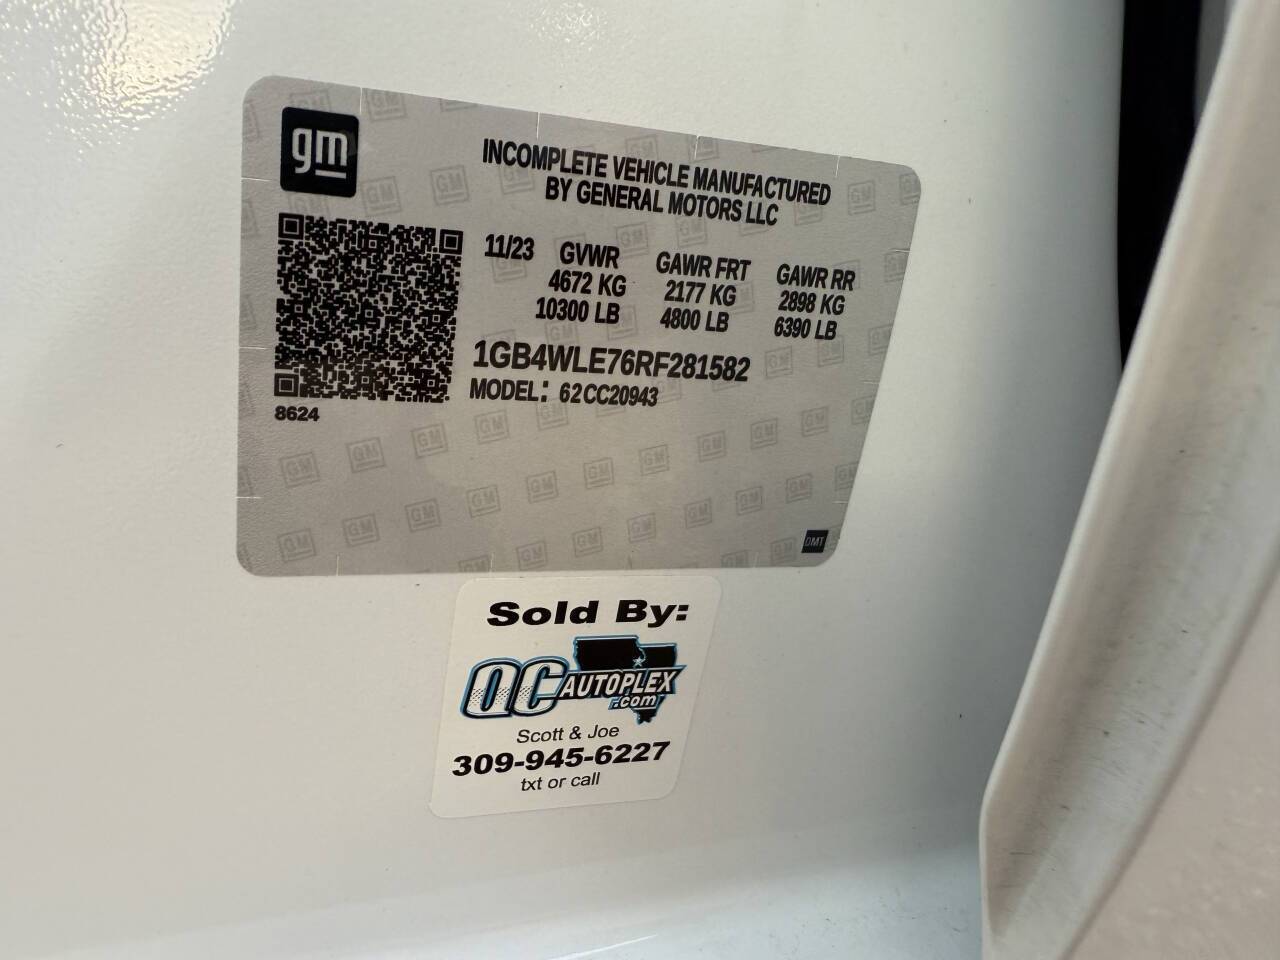 gm
INCOMPLETE VEHICLE MANUFACTURED
BY GENERAL MOTORS LLC
11/23 GVWR GAWR FRT GAWR RR
4672 KG 2177 KG 2898 KG
10300 LB 4800 LB 6390 LB
1GB4WLE76RF281582
MODEL: 62CC20943
8624
DMT
Sold By:
QC AUTOPLEX
.com
Scott & Joe
309-945-6227
txt or call